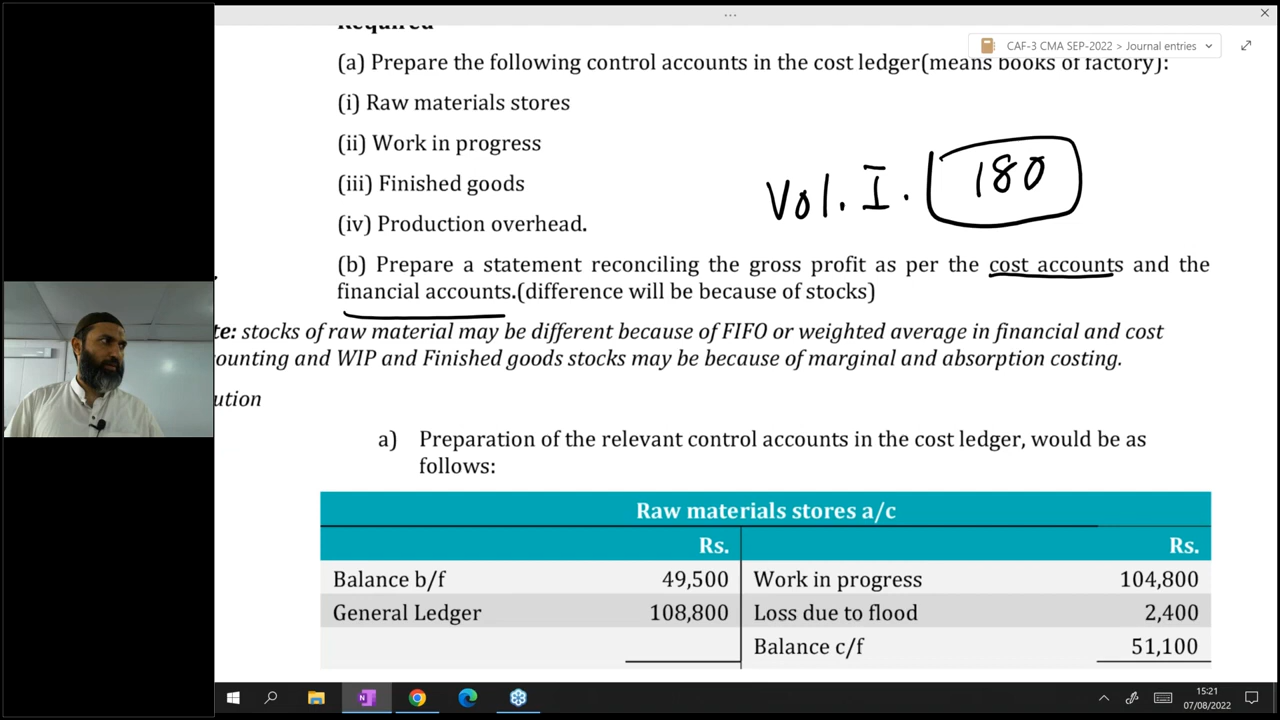 Required
CAF-3 CMA SEP-2022 > Journal entries
(a) Prepare the following control accounts in the cost ledger(means books of factory):
(i) Raw materials stores
(ii) Work in progress
(iii) Finished goods
(iv) Production overhead.
Vol. I. 180
(b) Prepare a statement reconciling the gross profit as per the cost accounts and the
financial accounts.(difference will be because of stocks)
te: stocks of raw material may be different because of FIFO or weighted average in financial and cost
counting and WIP and Finished goods stocks may be because of marginal and absorption costing.
ution
a) Preparation of the relevant control accounts in the cost ledger, would be as
follows:
Raw materials stores a/c
Rs. Rs.
Balance b/f 49,500 Work in progress 104,800
General Ledger 108,800 Loss due to flood 2,400
Balance c/f 51,100
15:21
07/08/2022